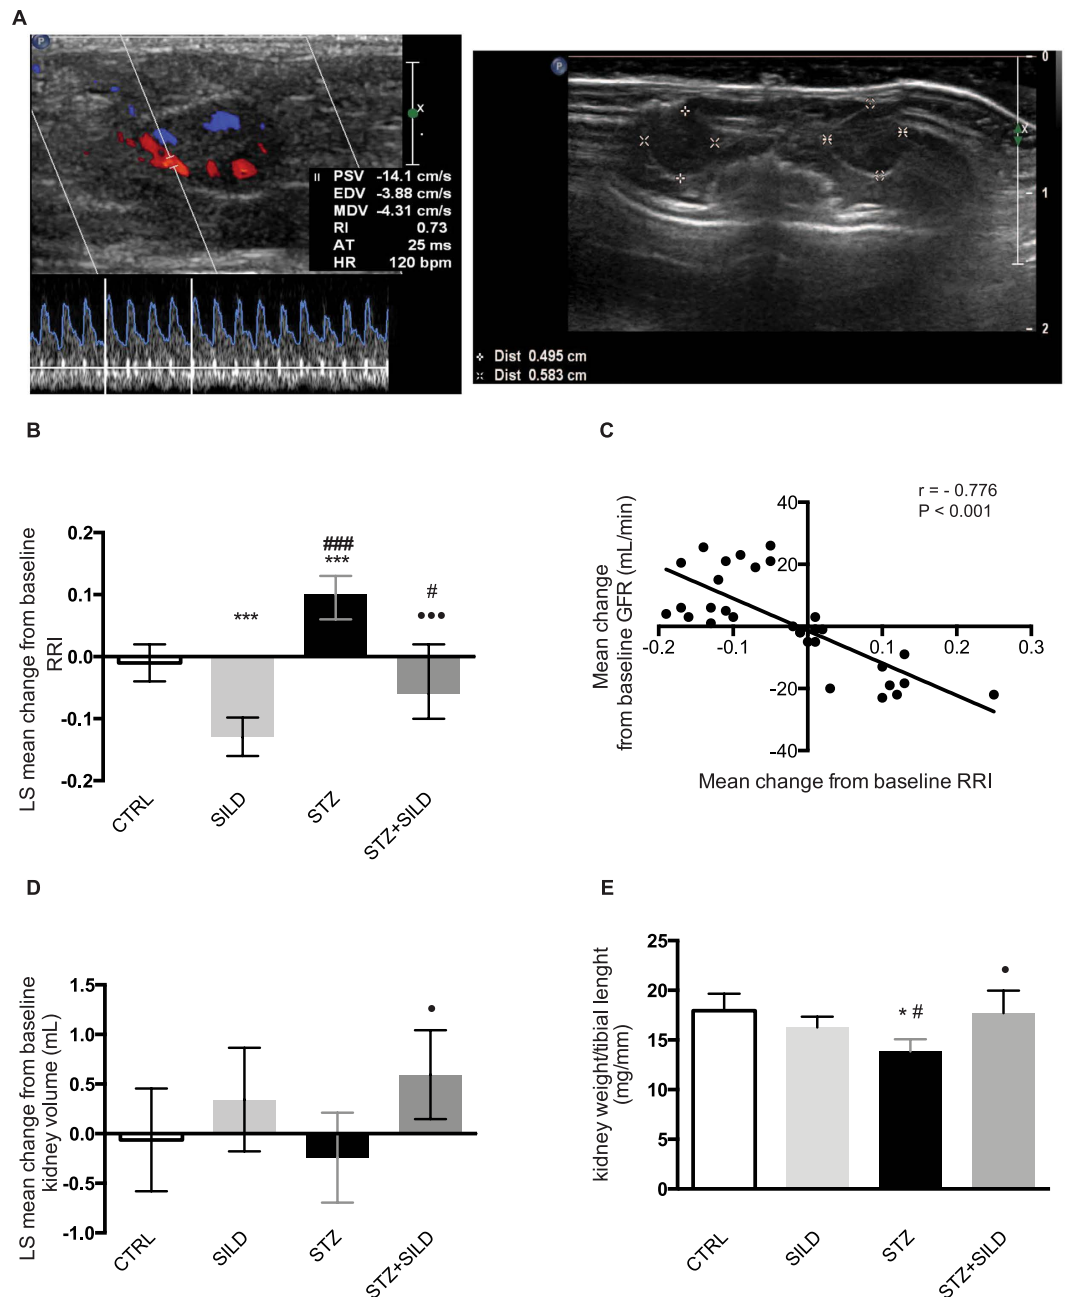 A
P
x
II PSV -14.1 cm/s
EDV -3.88 cm/s
MDV -4.31 cm/s
RI 0.73
AT 25 ms
HR 120 bpm
P
0
X
1
2
Dist 0.495 cm
Dist 0.583 cm
B
LS mean change from baseline
RRI
0.2
0.1
0.0
-0.1
-0.2
***
###
***
#
•••
CTRL
SILD
STZ
STZ+SILD
C
Mean change
from baseline GFR (mL/min)
r = - 0.776
P < 0.001
40
20
-20
-40
-0.2
-0.1
0.1
0.2
0.3
Mean change from baseline RRI
D
LS mean change from baseline
kidney volume (mL)
1.5
1.0
0.5
0.0
-0.5
-1.0
•
CTRL
SILD
STZ
STZ+SILD
E
kidney weight/tibial lenght
(mg/mm)
25
20
15
10
5
0
* #
•
CTRL
SILD
STZ
STZ+SILD